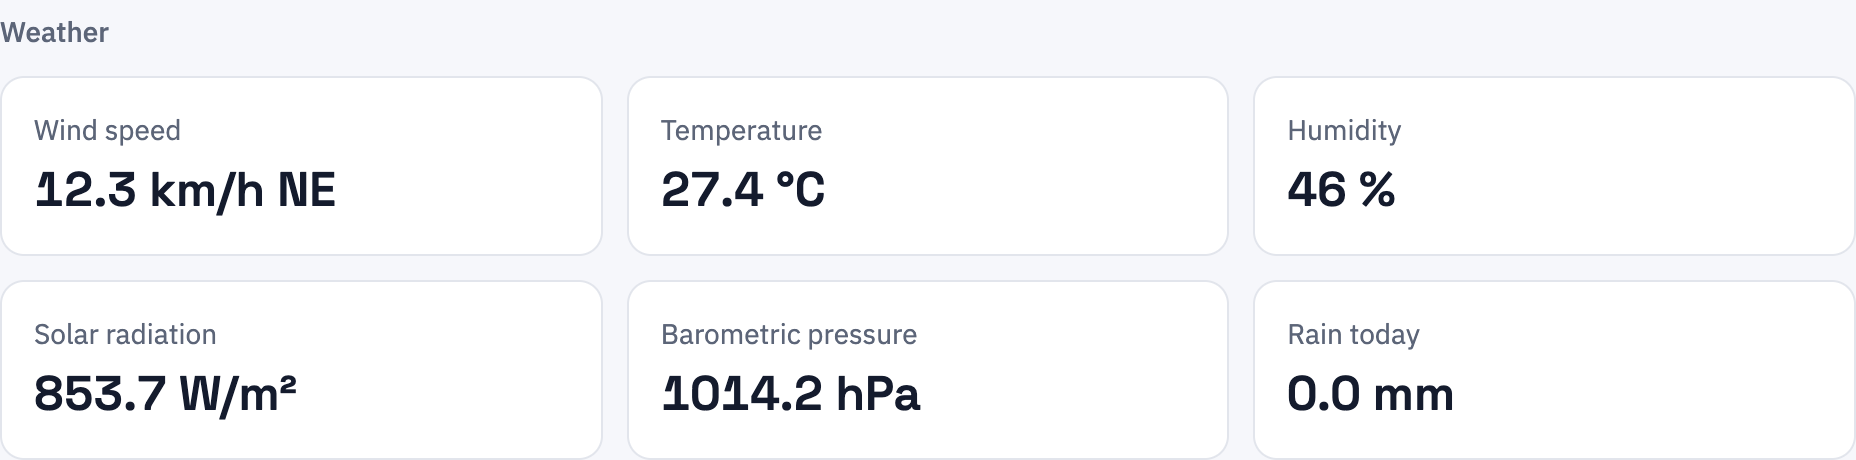 Weather
Wind speed
12.3 km/h NE
Temperature
27.4 °C
Humidity
46 %
Solar radiation
853.7 W/m²
Barometric pressure
1014.2 hPa
Rain today
0.0 mm